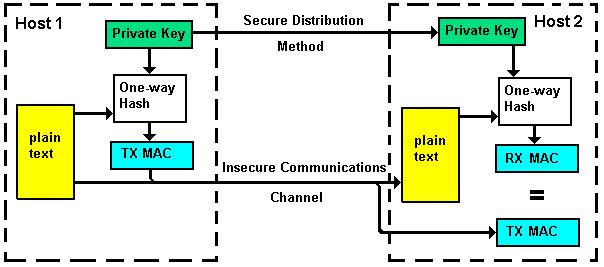 Host 1
Private Key
Secure Distribution
Method
Private Key
Host 2
One-way
Hash
One-way
Hash
plain
text
TX MAC
Insecure Communications
Channel
plain
text
RX MAC
=
TX MAC